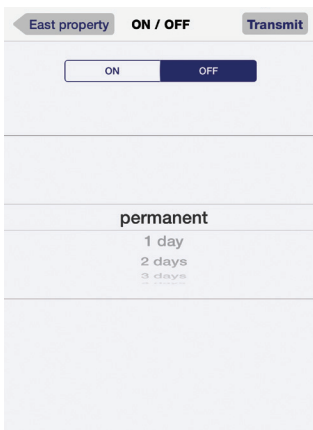 East property ON / OFF Transmit
ON OFF
permanent
1 day
2 days
3 days